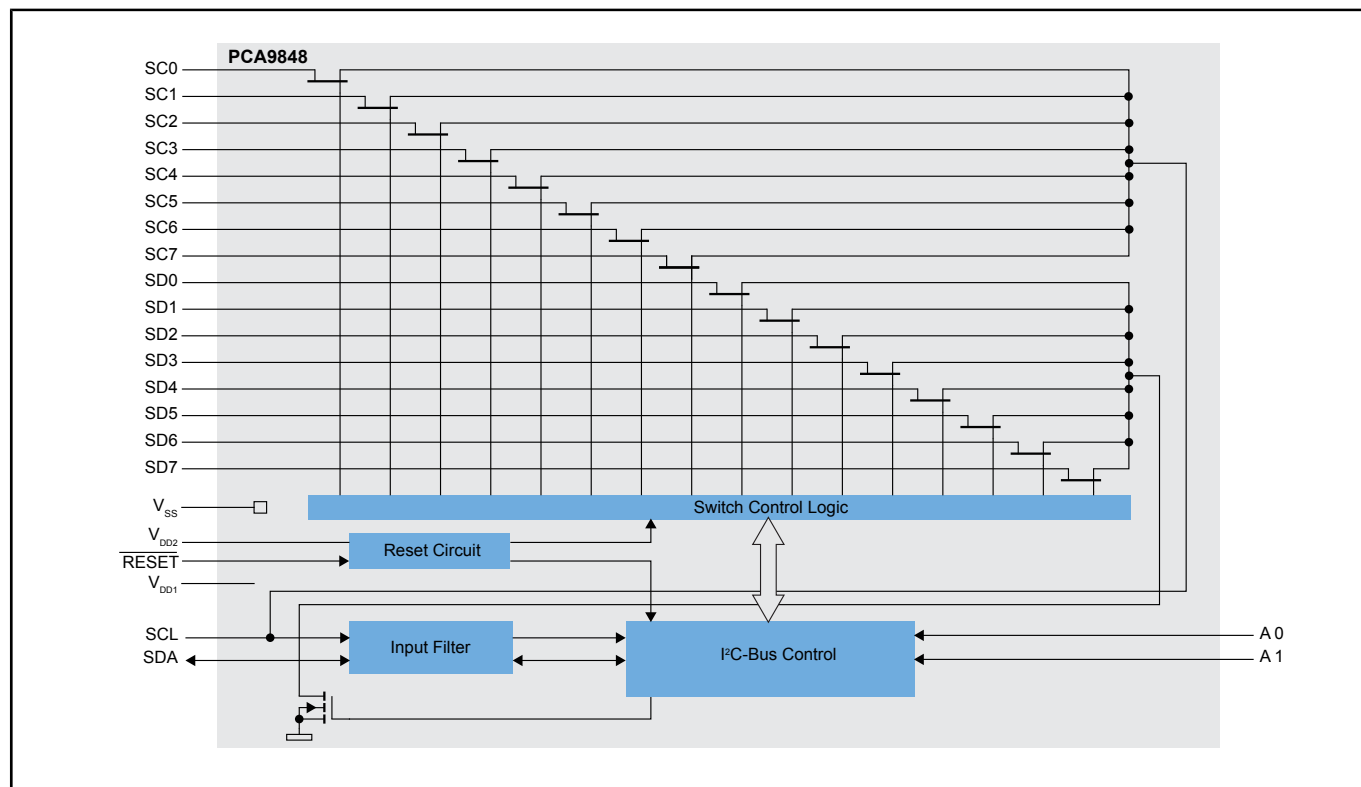 PCA9848
SC0
SC1
SC2
SC3
SC4
SC5
SC6
SC7
SD0
SD1
SD2
SD3
SD4
SD5
SD6
SD7
VSS
Switch Control Logic
VDD2
Reset Circuit
RESET
VDD1
SCL
Input Filter
I²C-Bus Control
A 0
SDA
A 1